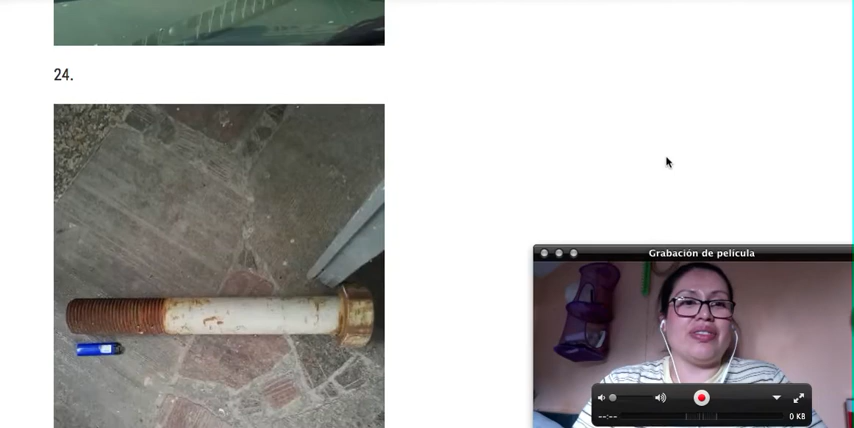 24.
Grabación de película
--:--
0 KB